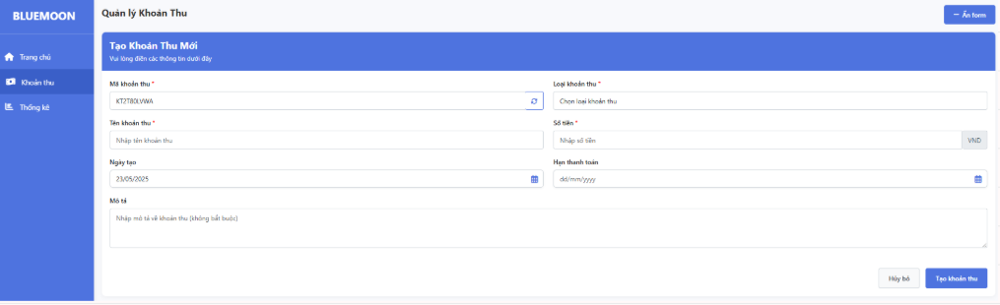 BLUEMOON
Trang chủ
Khoản thu
Thống kê
Quản lý Khoản Thu
Ẩn form
Tạo Khoản Thu Mới
Vui lòng điền các thông tin dưới đây
Mã khoản thu *
KT2T80LVWA
Loại khoản thu *
Chọn loại khoản thu
Tên khoản thu *
Nhập tên khoản thu
Số tiền *
Nhập số tiền
VND
Ngày tạo
23/05/2025
Hạn thanh toán
dd/mm/yyyy
Mô tả
Nhập mô tả về khoản thu (không bắt buộc)
Hủy bỏ
Tạo khoản thu